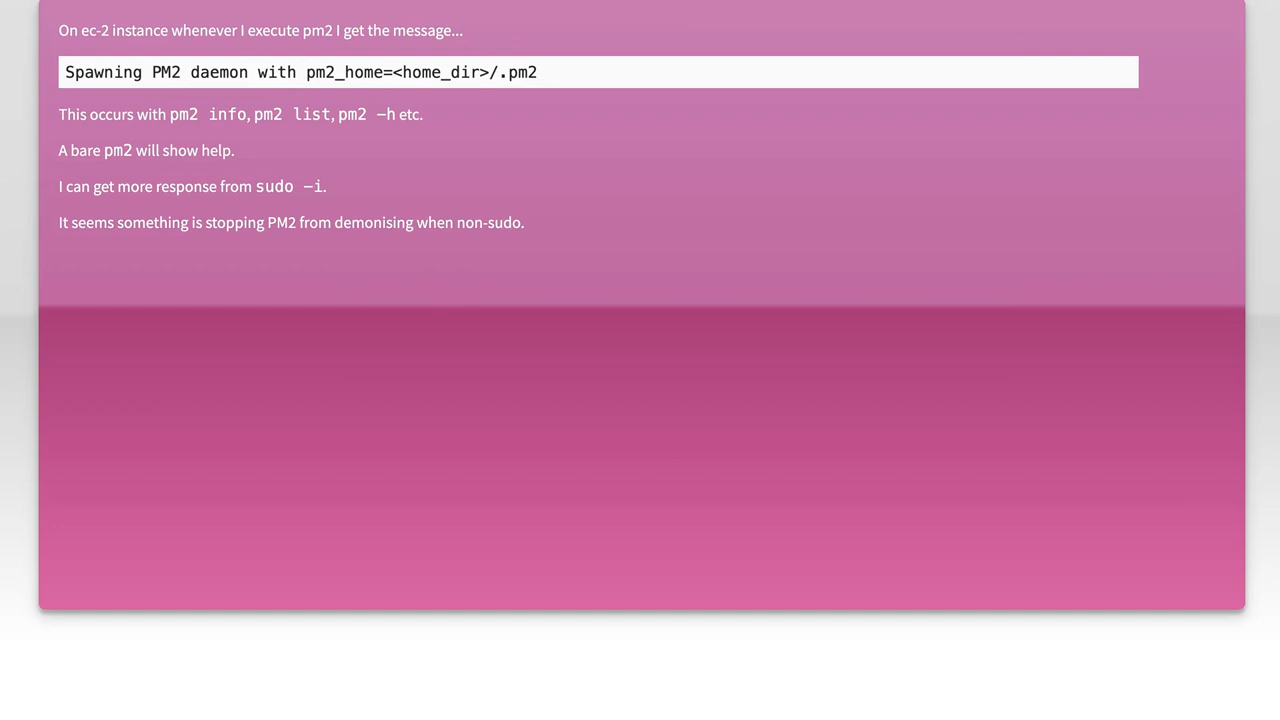 On ec-2 instance whenever I execute pm2 I get the message...
Spawning PM2 daemon with pm2_home=<home_dir>/.pm2
This occurs with pm2 info, pm2 list, pm2 -h etc.
A bare pm2 will show help.
I can get more response from sudo -i.
It seems something is stopping PM2 from demonising when non-sudo.